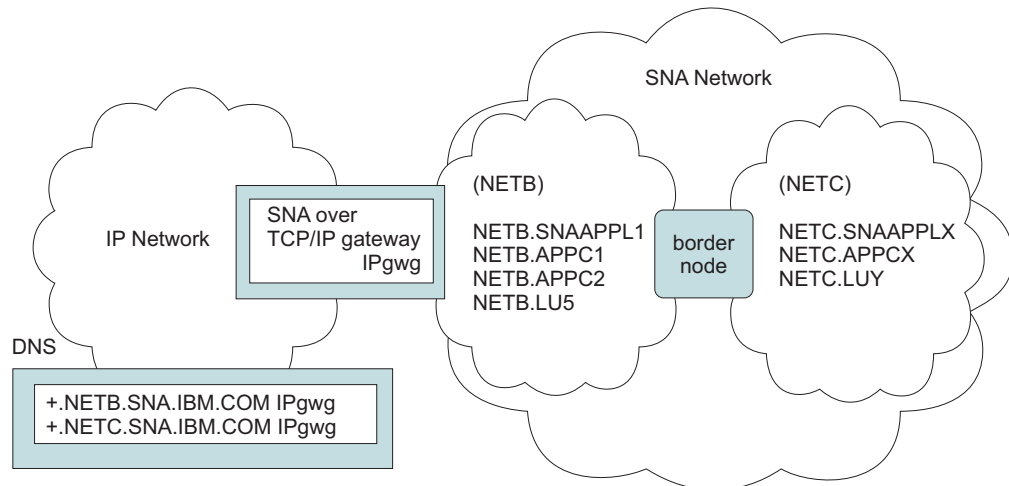 SNA Network
IP Network
SNA over
TCP/IP gateway
IPgwg
(NETB)
NETB.SNAAPPL1
NETB.APPC1
NETB.APPC2
NETB.LU5
border
node
(NETC)
NETC.SNAAPPLX
NETC.APPCX
NETC.LUY
DNS
+.NETB.SNA.IBM.COM IPgwg
+.NETC.SNA.IBM.COM IPgwg